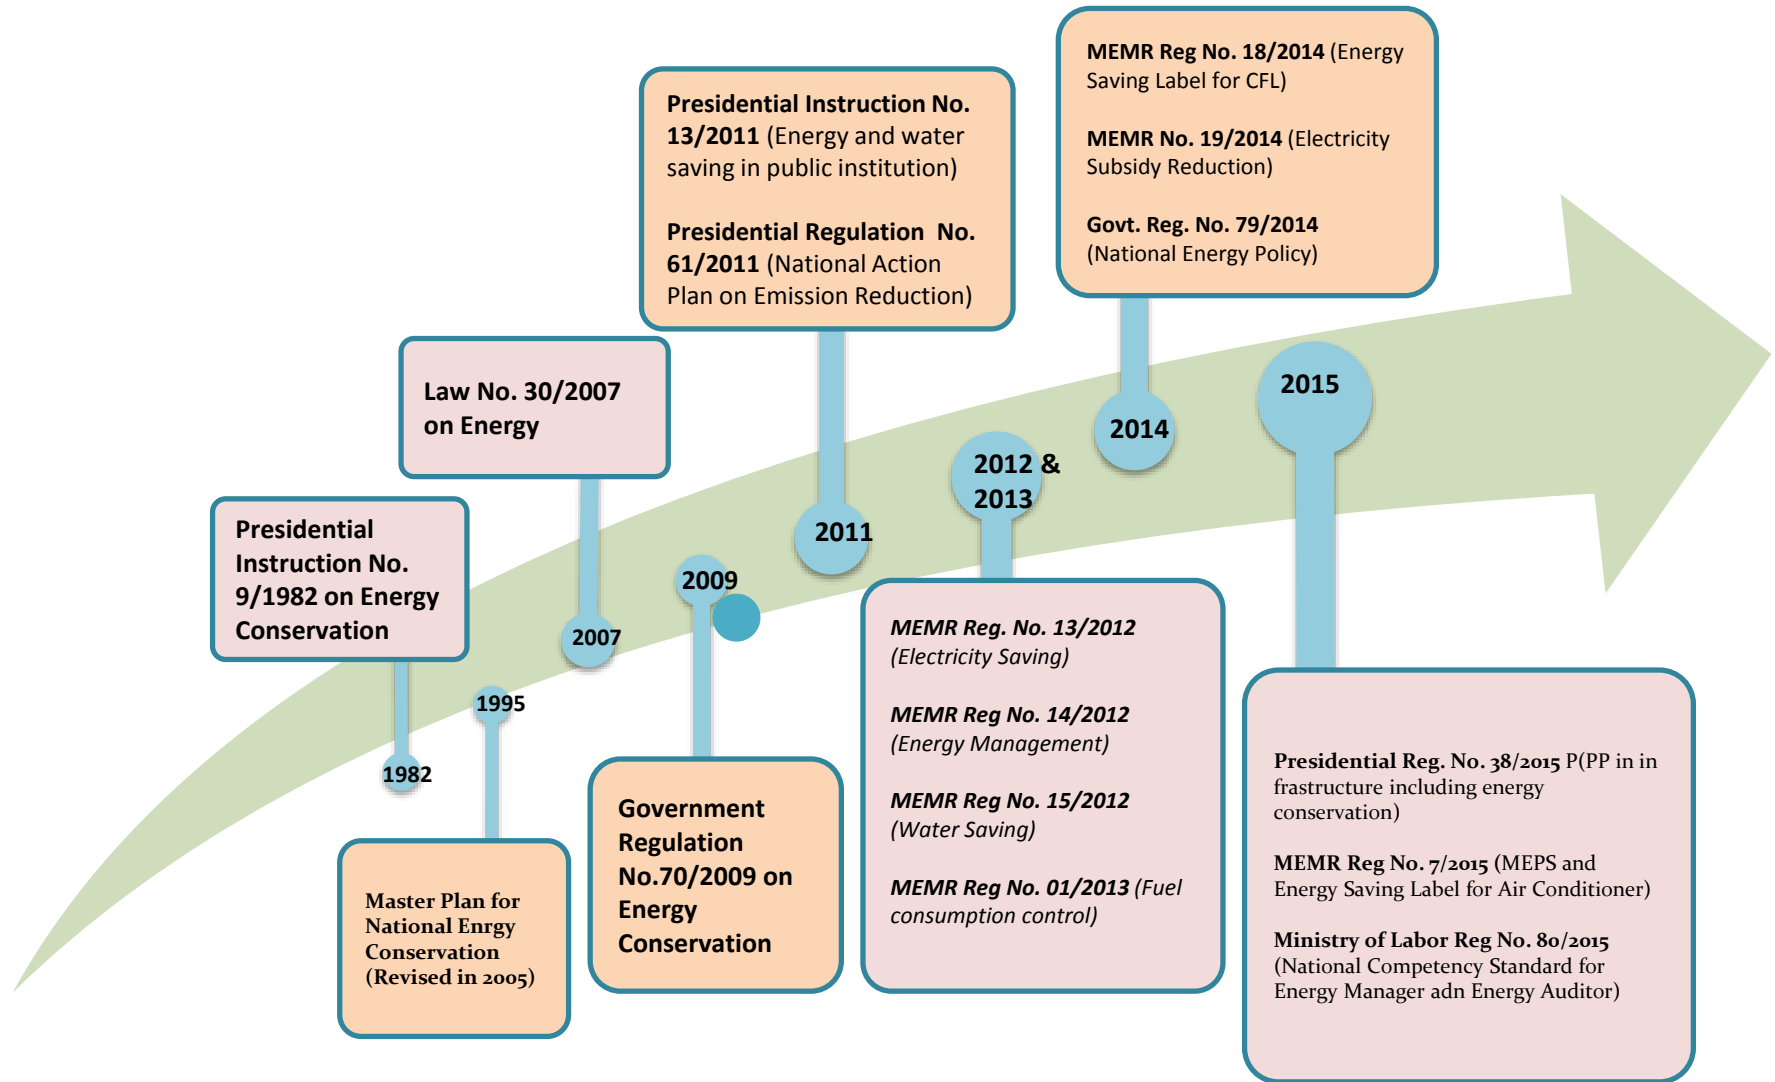 Presidential
Instruction No.
9/1982 on Energy
Conservation
1982
1995
Master Plan for
National Enrgy
Conservation
(Revised in 2005)
Law No. 30/2007
on Energy
2007
2009
Government
Regulation
No.70/2009 on
Energy
Conservation
Presidential Instruction No.
13/2011 (Energy and water
saving in public institution)
Presidential Regulation No.
61/2011 (National Action
Plan on Emission Reduction)
2011
2012 &
2013
MEMR Reg. No. 13/2012
(Electricity Saving)
MEMR Reg No. 14/2012
(Energy Management)
MEMR Reg No. 15/2012
(Water Saving)
MEMR Reg No. 01/2013 (Fuel
consumption control)
MEMR Reg No. 18/2014 (Energy
Saving Label for CFL)
MEMR No. 19/2014 (Electricity
Subsidy Reduction)
Govt. Reg. No. 79/2014
(National Energy Policy)
2014
2015
Presidential Reg. No. 38/2015 P(PP in in
frastructure including energy
conservation)
MEMR Reg No. 7/2015 (MEPS and
Energy Saving Label for Air Conditioner)
Ministry of Labor Reg No. 80/2015
(National Competency Standard for
Energy Manager adn Energy Auditor)